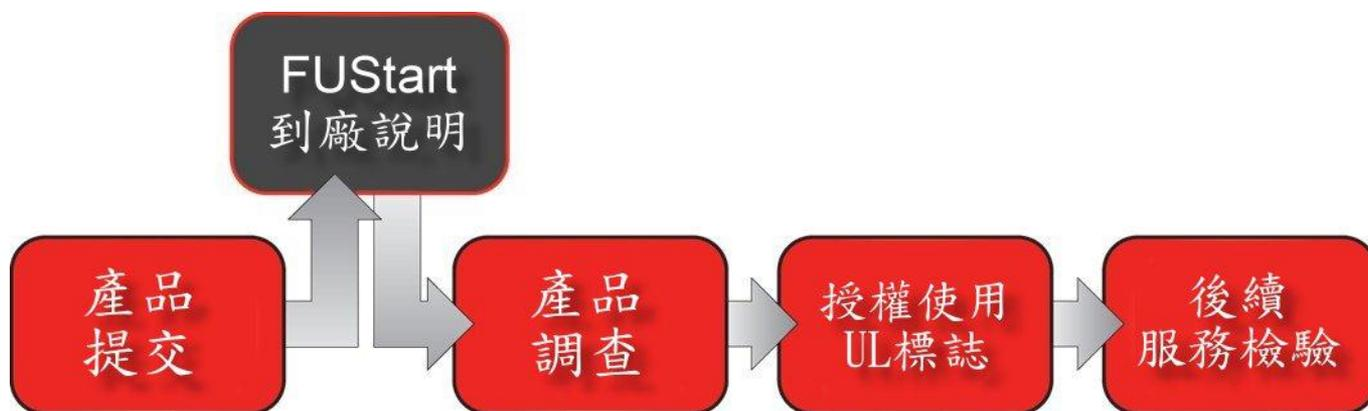 FUStart
到廠說明
產品
提交
產品
調查
授權使用
UL標誌
後續
服務檢驗